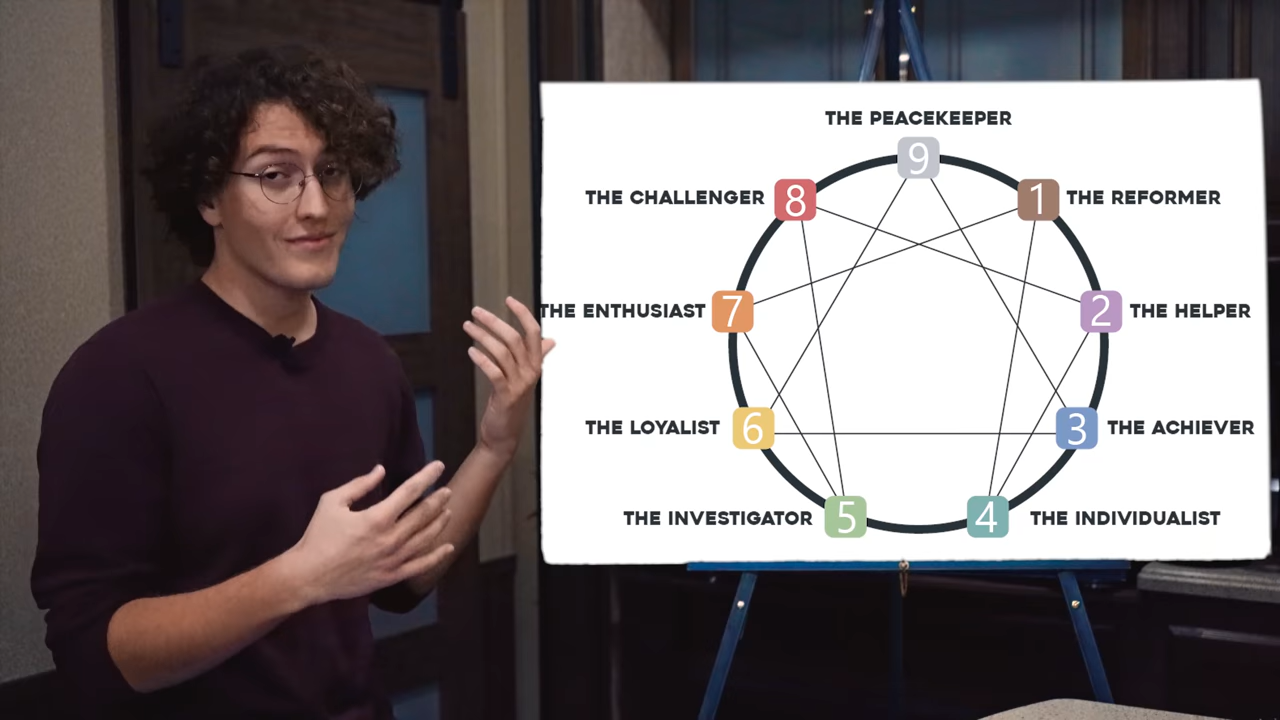 THE PEACEKEEPER
9
THE CHALLENGER 8
1 THE REFORMER
THE ENTHUSIAST 7
2 THE HELPER
THE LOYALIST 6
3 THE ACHIEVER
THE INVESTIGATOR 5
4 THE INDIVIDUALIST